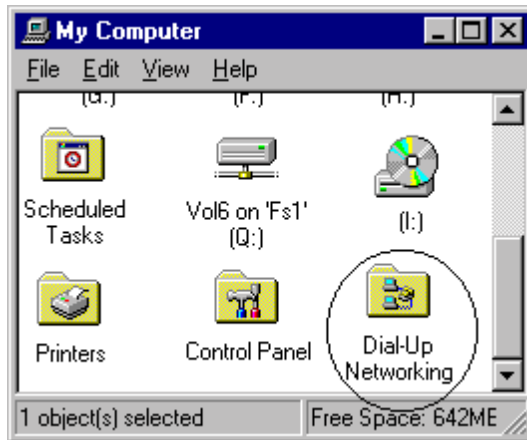 My Computer
File Edit View Help
(G:) (F:) (H:)
Scheduled Tasks
Vol6 on 'Fs1' (Q:)
(I:)
Printers
Control Panel
Dial-Up Networking
1 object(s) selected
Free Space: 642ME